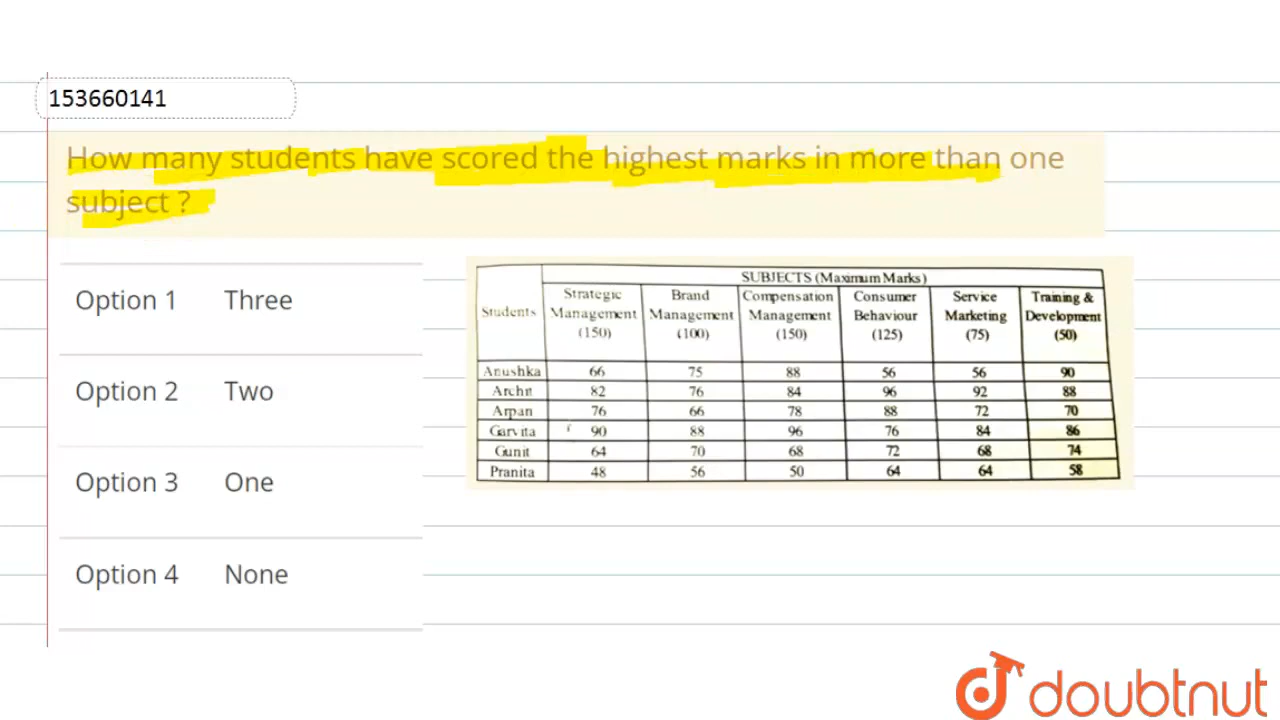 153660141
How many students have scored the highest marks in more than one
subject ?
Option 1 Three
Option 2 Two
Option 3 One
Option 4 None
SUBJECTS (Maximum Marks)
Students Strategic Management (150) Brand Management (100) Compensation Management (150) Consumer Behaviour (125) Service Marketing (75) Training & Development (50)
Anushka 66 75 88 56 56 90
Archit 82 76 84 96 92 88
Arpan 76 66 78 88 72 70
Garvita 90 88 96 76 84 86
Gunit 64 70 68 72 68 74
Pranita 48 56 50 64 64 58
doubtnut